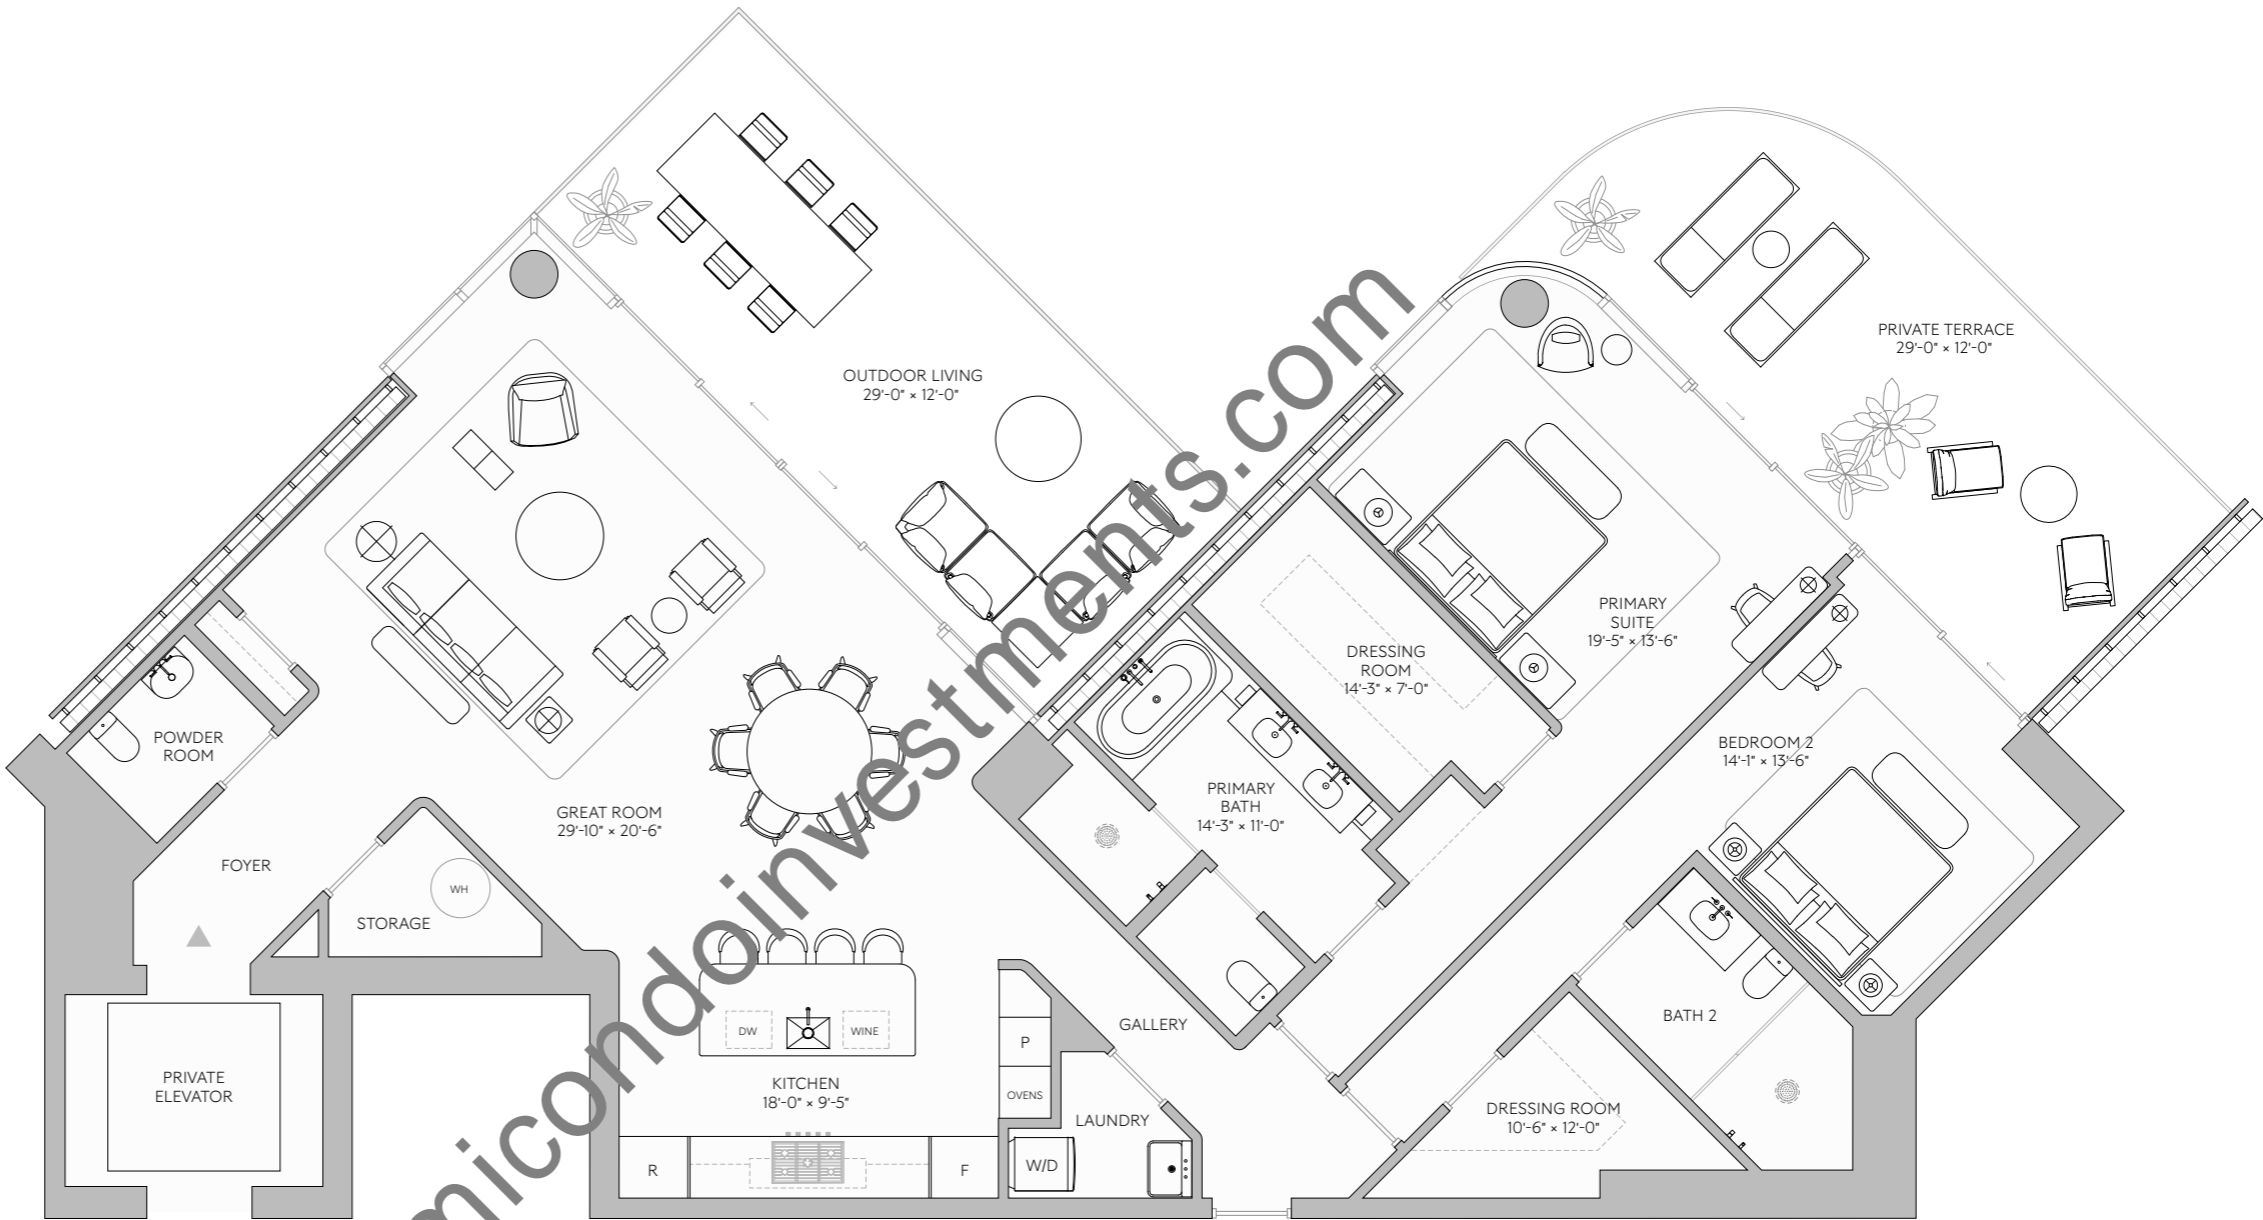 PRIVATE TERRACE
29'-0" × 12'-0"
OUTDOOR LIVING
29'-0" × 12'-0"
PRIMARY
SUITE
19'-5" × 13'-6"
DRESSING
ROOM
14'-3" × 7'-0"
POWDER
ROOM
BEDROOM 2
14'-1" × 13'-6"
PRIMARY
BATH
14'-3" × 11'-0"
GREAT ROOM
29'-10" × 20'-6"
FOYER
WH
STORAGE
DW
WINE
GALLERY
BATH 2
P
PRIVATE
ELEVATOR
KITCHEN
18'-0" × 9'-5"
OVENS
LAUNDRY
DRESSING ROOM
10'-6" × 12'-0"
R
F
W/D
micondoinvestments.com